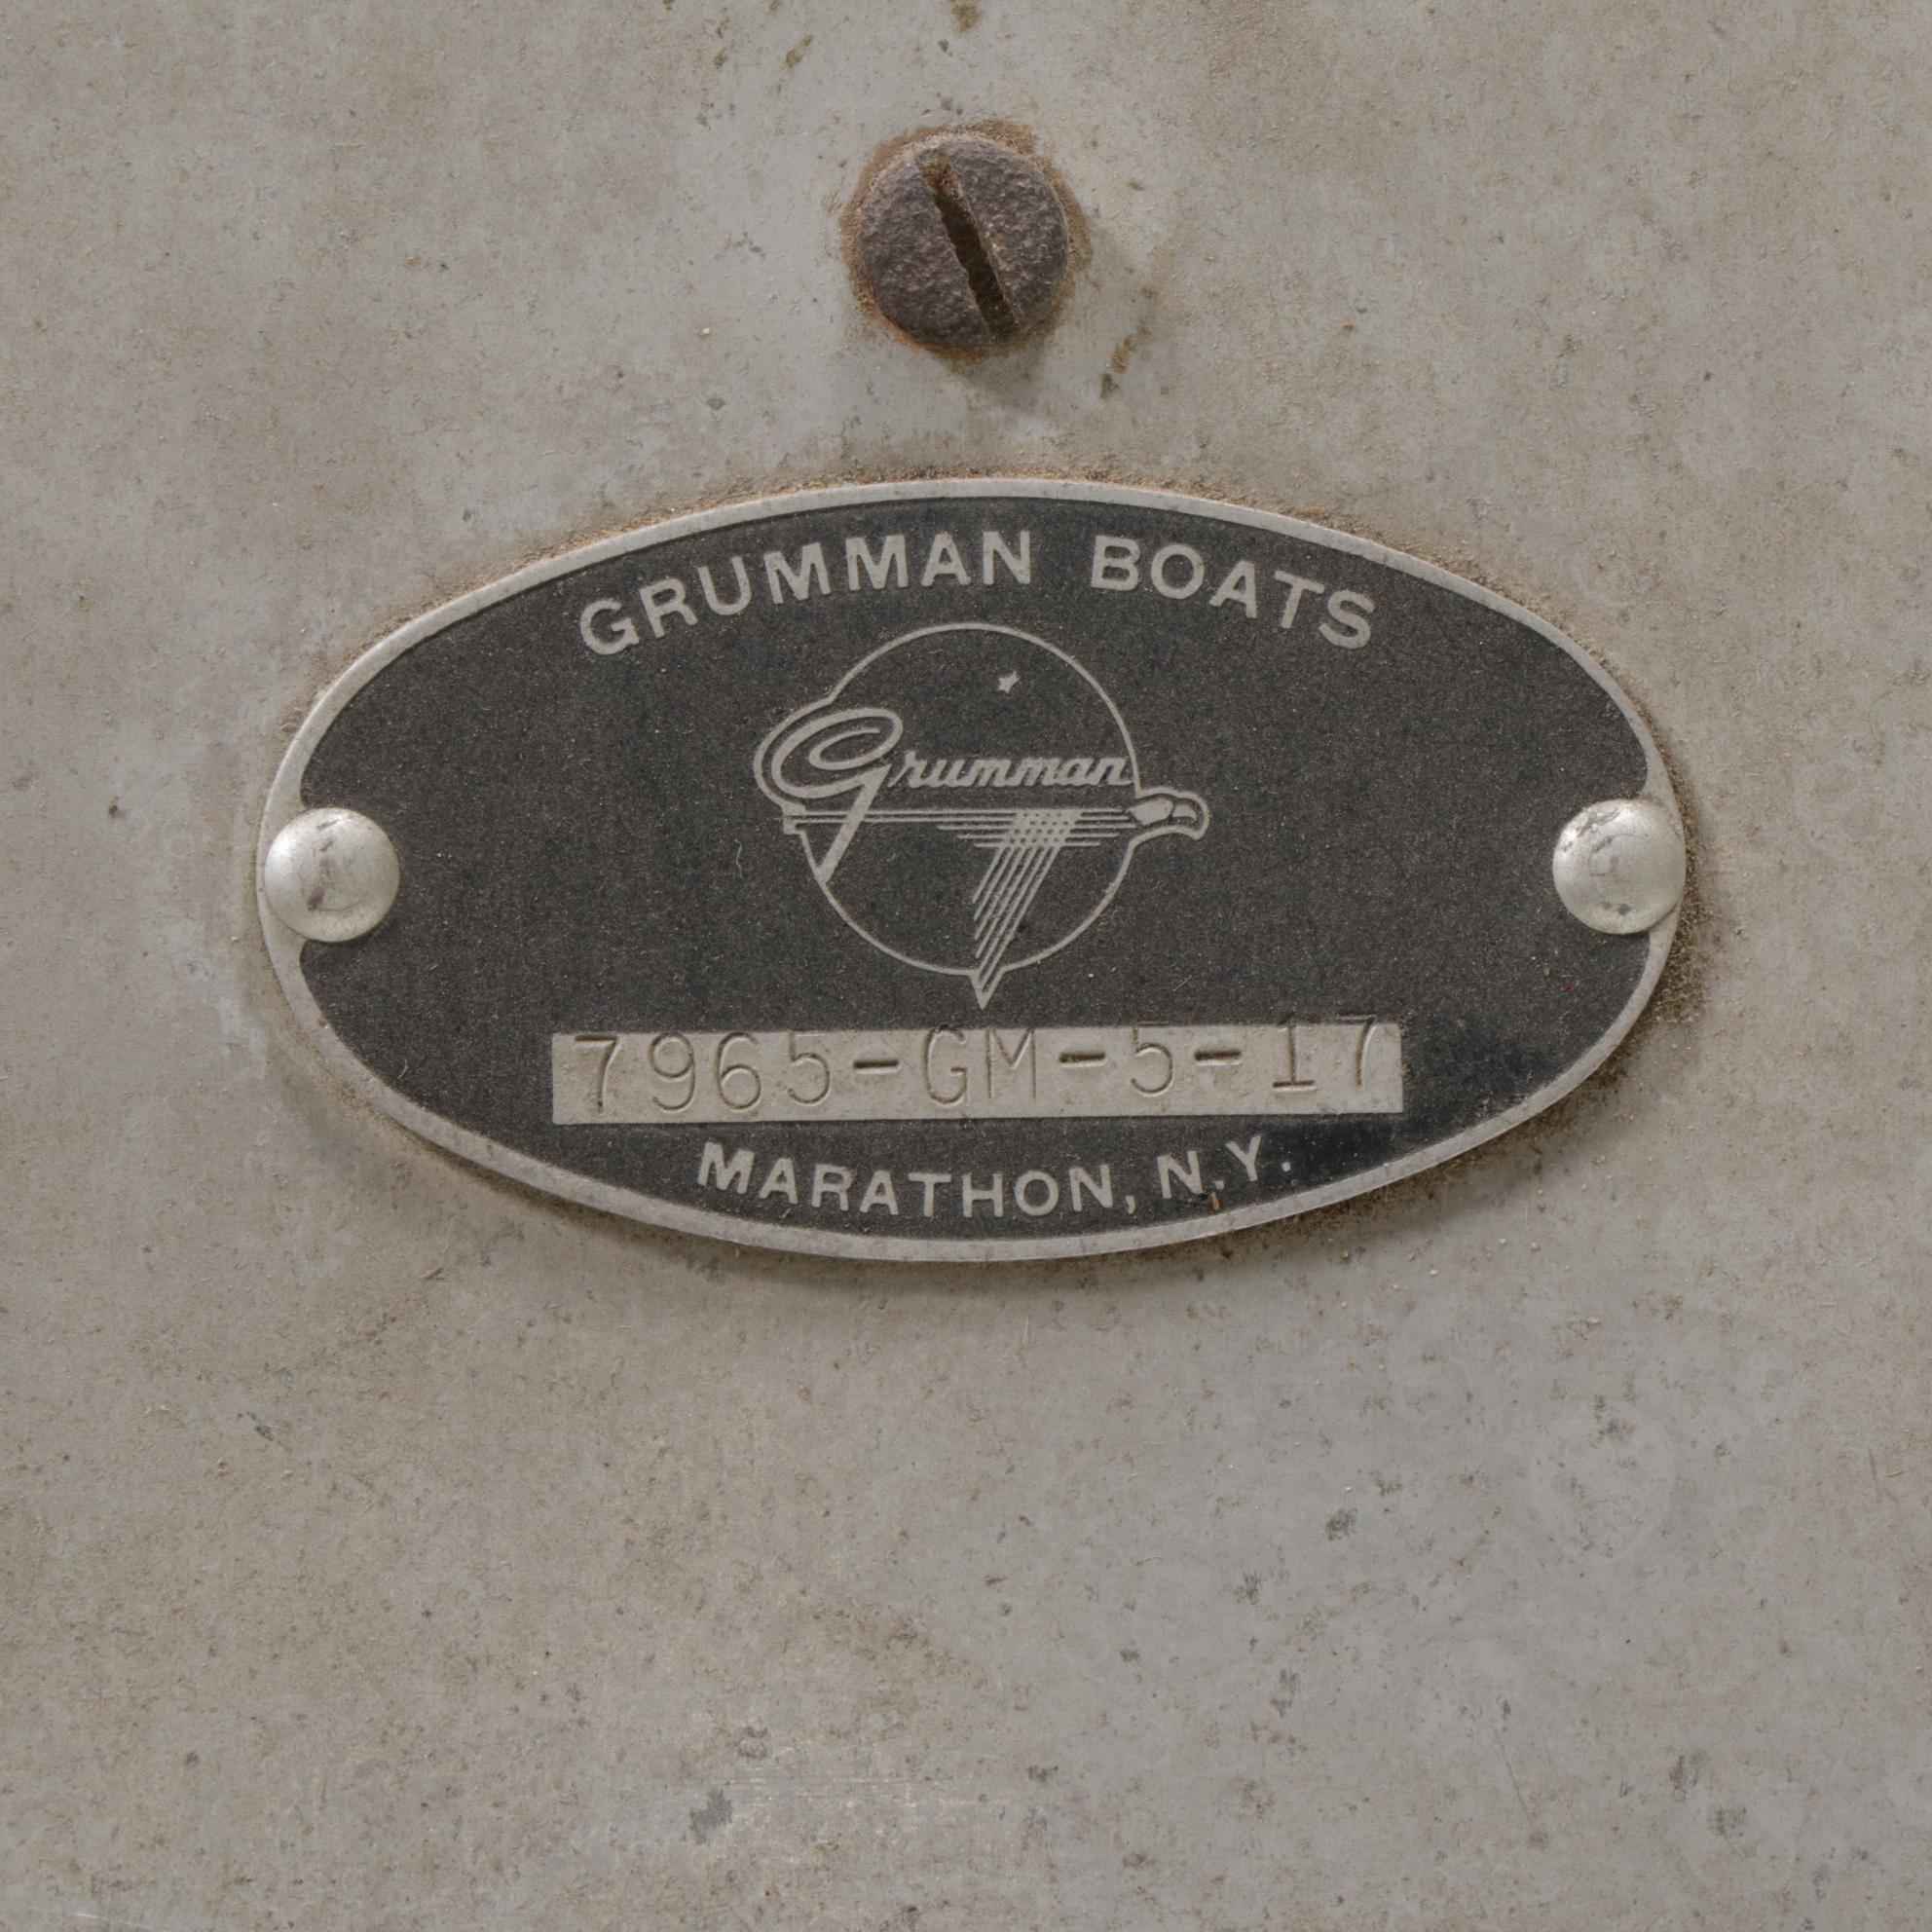 GRUMMAN BOATS
Grumman
7965-GM-5-17
MARATHON, N.Y.